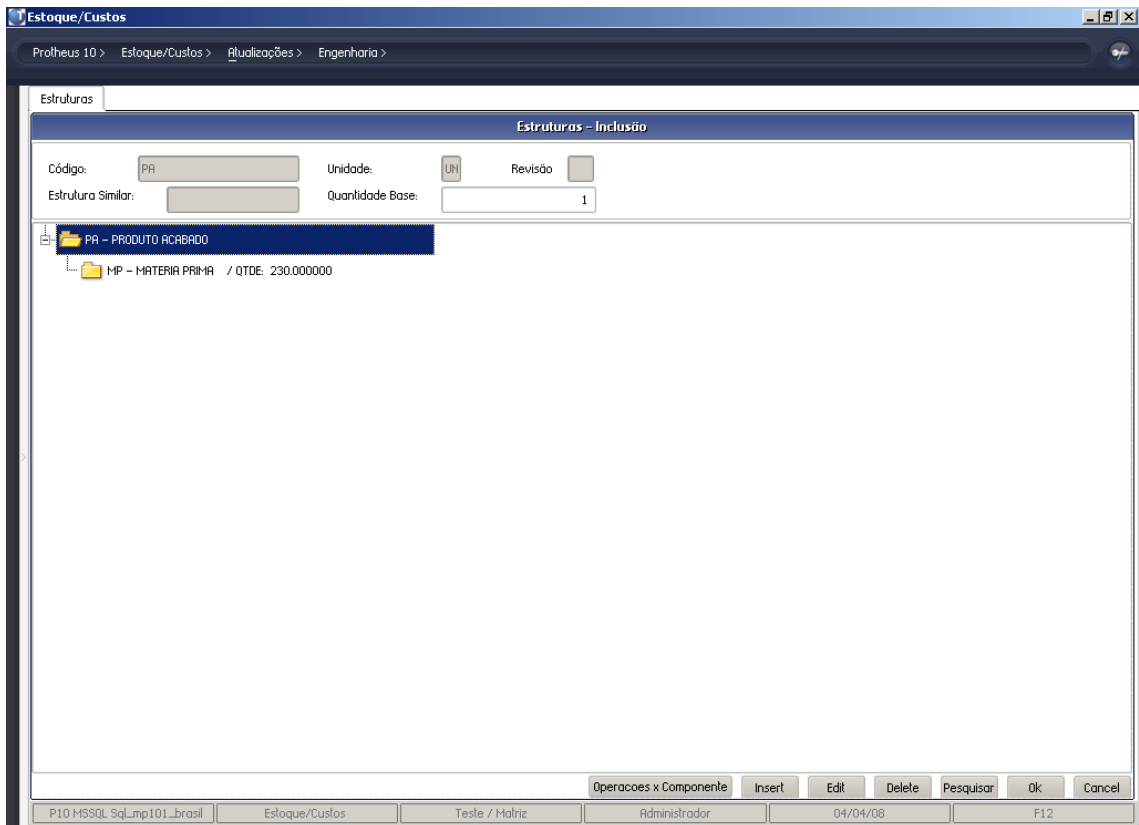 Estoque/Custos
Protheus 10 > Estoque/Custos > Atualizações > Engenharia >
Estruturas
Estruturas - Inclusão
Código: PA Unidade: UN Revisão
Estrutura Similar: Quantidade Base: 1
PA - PRODUTO ACABADO
MP - MATERIA PRIMA / QTDE: 230.000000
Operacoes x Componente Insert Edit Delete Pesquisar Ok Cancel
P10 MSSQL Sql_mp101_brasil Estoque/Custos Teste / Matriz Administrador 04/04/08 F12